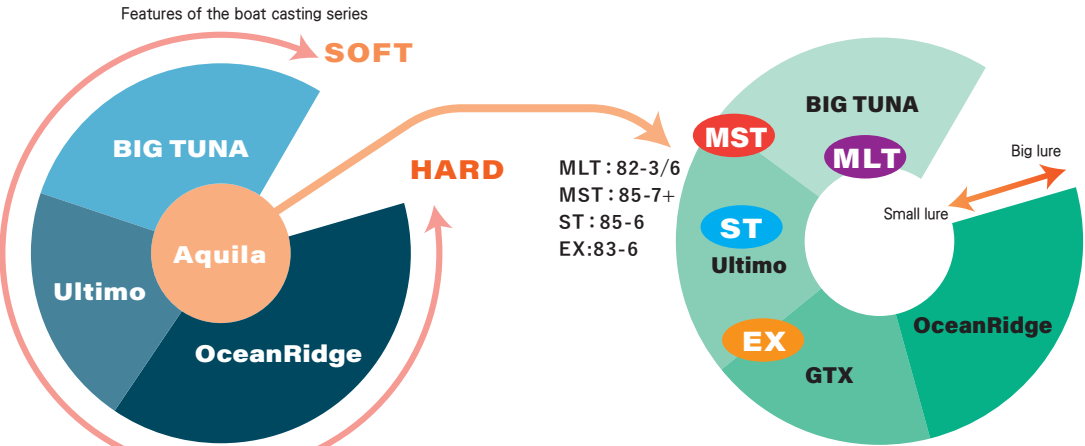 Features of the boat casting series
SOFT
BIG TUNA
HARD
Aquila
Ultimo
OceanRidge
MLT：82-3/6
MST：85-7+
ST：85-6
EX:83-6
BIG TUNA
MST
MLT
Big lure
Small lure
ST
Ultimo
OceanRidge
EX
GTX